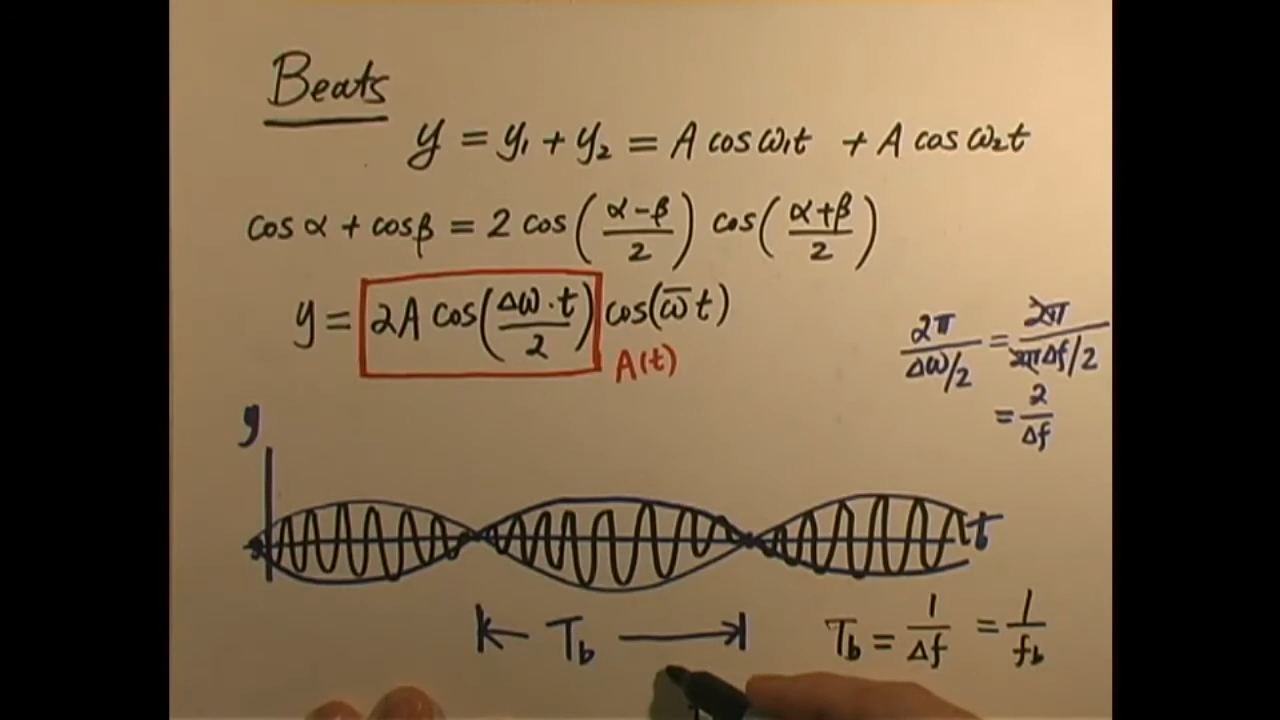 Beats
y = y₁ + y₂ = A cos ω₁t + A cos ω₂t
cos α + cos β = 2 cos((α-β)/2) cos((α+β)/2)
y = 2A cos((Δω·t)/2) cos(ω̅t)
A(t)
2π/(Δω/2) = 2π/(2πΔf/2)
= 2/Δf
y
t
T_b
T_b = 1/Δf = 1/f_b